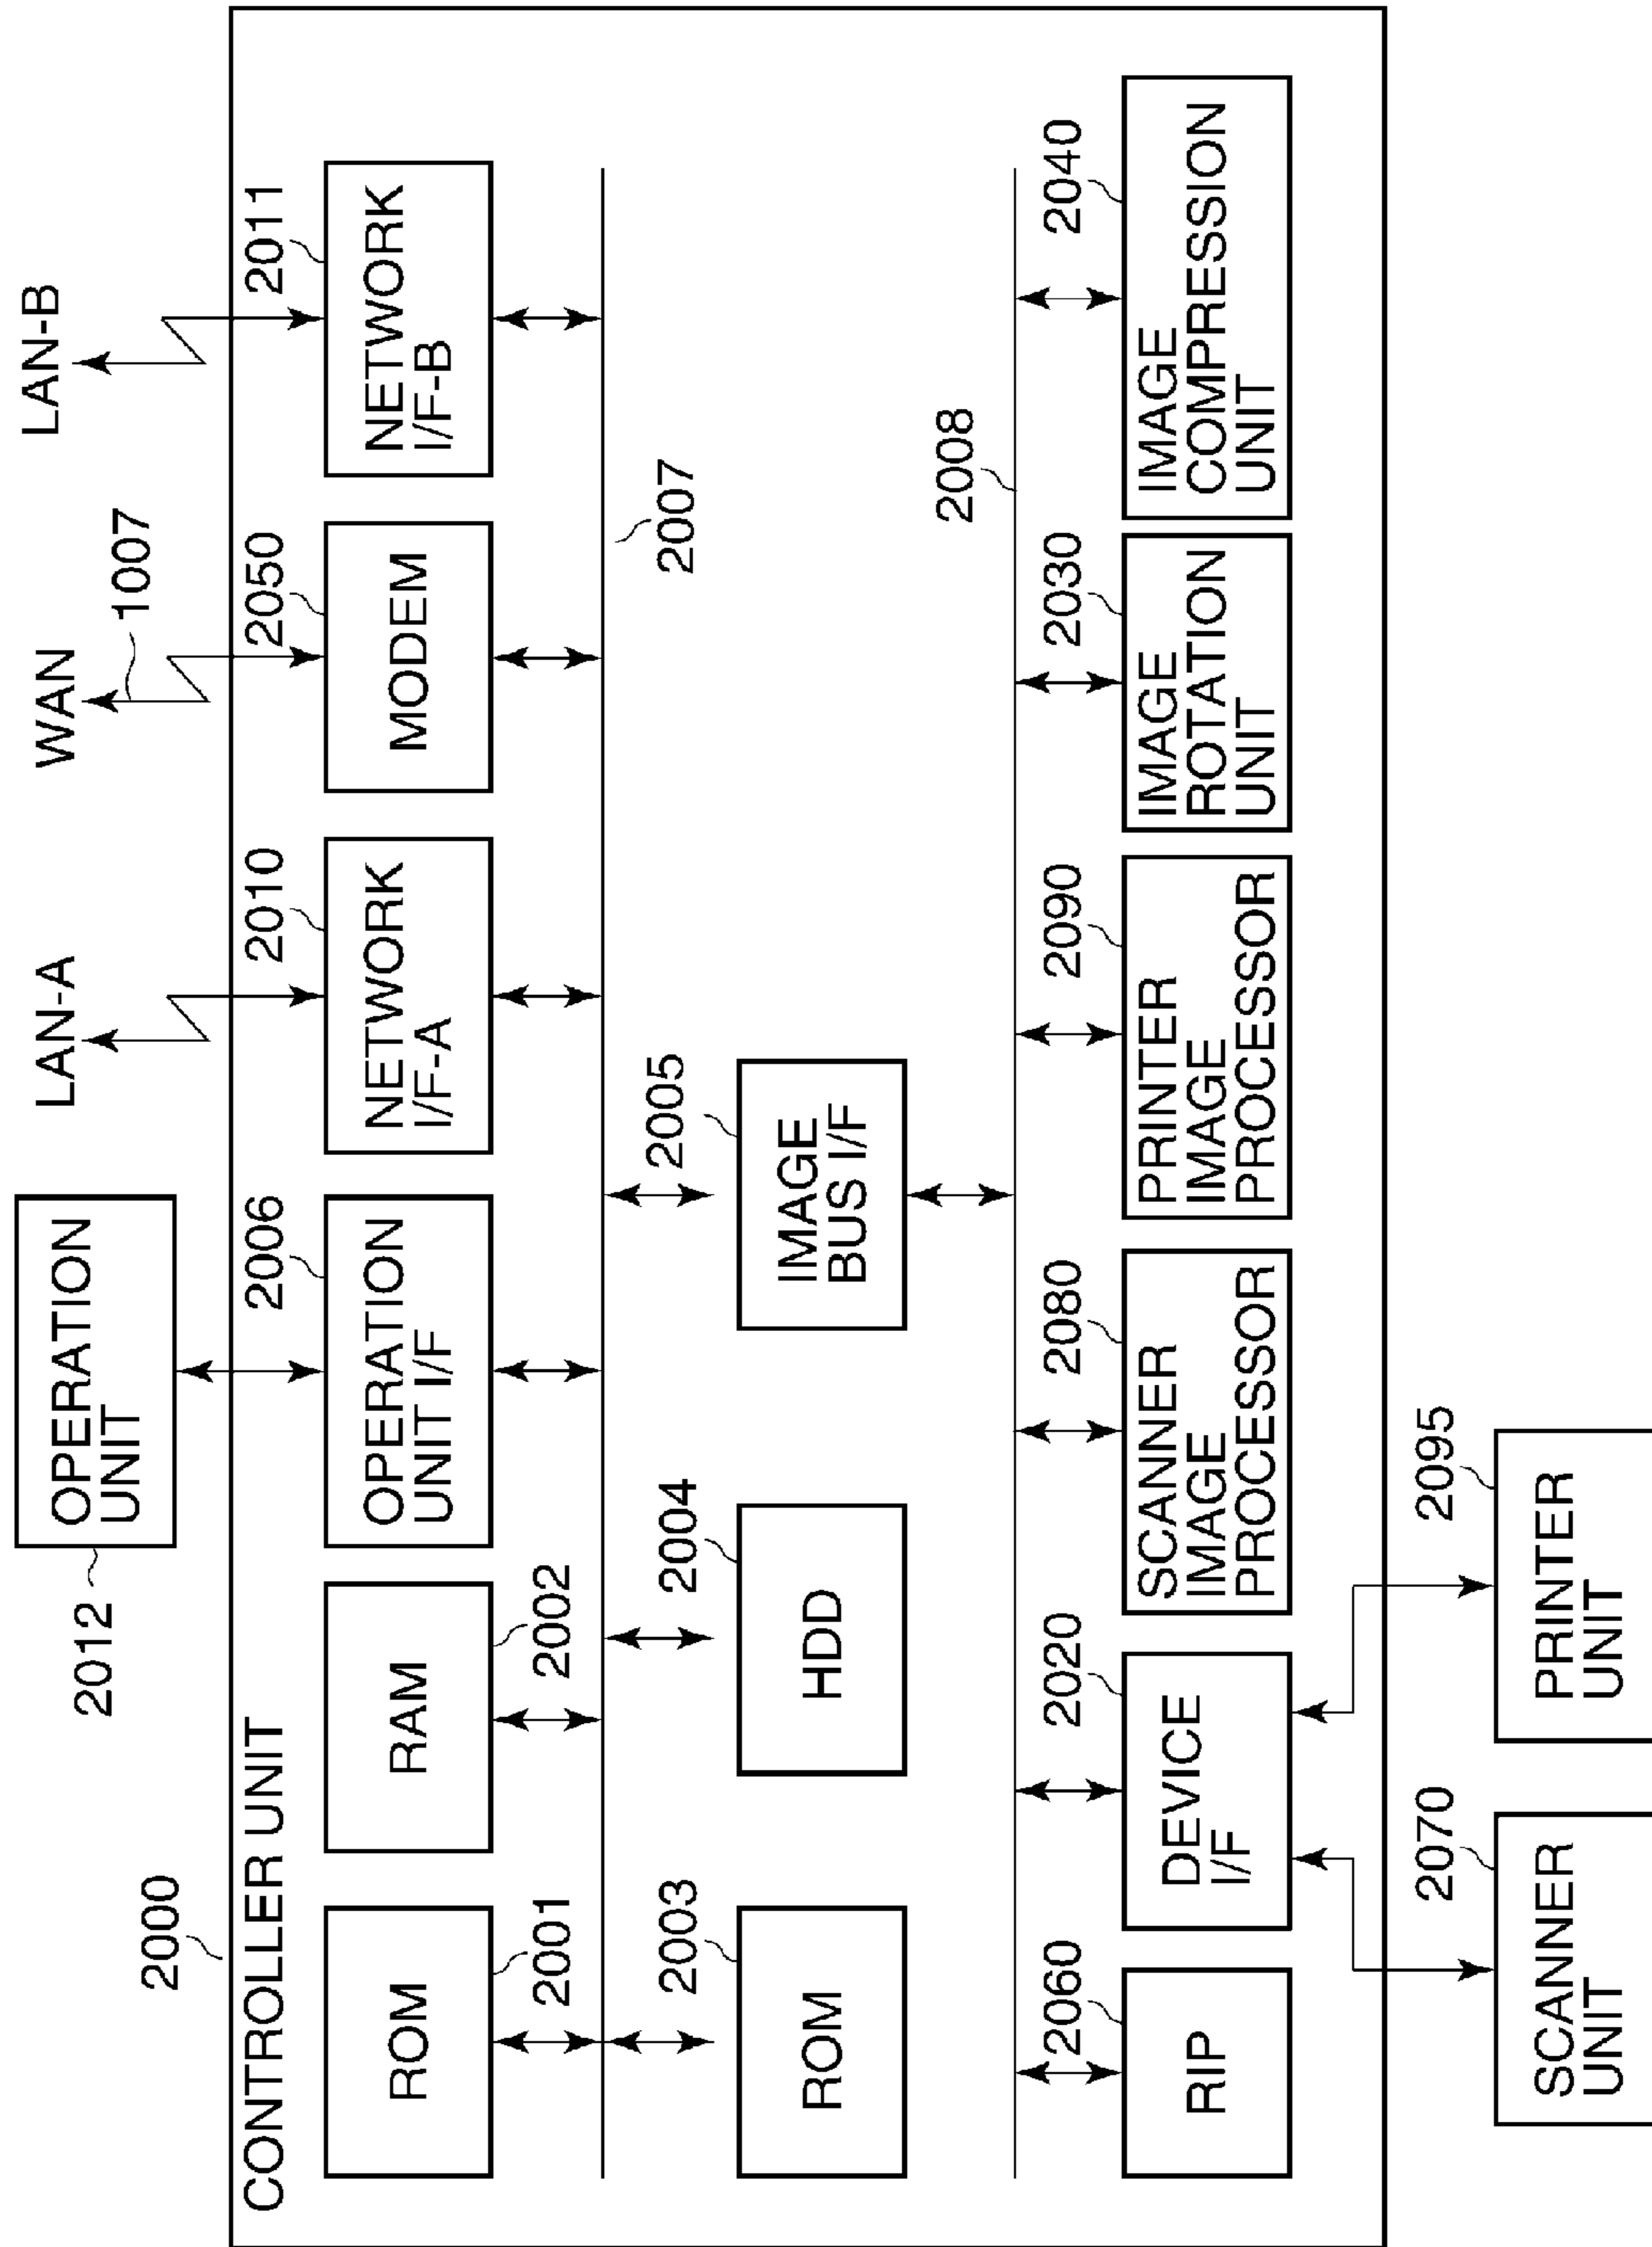 LAN-A
WAN
LAN-B
1007
OPERATION
UNIT
2012
2000
CONTROLLER UNIT
2006
2010
2050
2011
ROM
RAM
OPERATION
UNIT I/F
NETWORK
I/F-A
MODEM
NETWORK
I/F-B
2001
2002
2007
2003
2004
2005
ROM
HDD
IMAGE
BUS I/F
2008
2060
2020
2080
2090
2030
2040
RIP
DEVICE
I/F
SCANNER
IMAGE
PROCESSOR
PRINTER
IMAGE
PROCESSOR
IMAGE
ROTATION
UNIT
IMAGE
COMPRESSION
UNIT
2070
2095
SCANNER
UNIT
PRINTER
UNIT